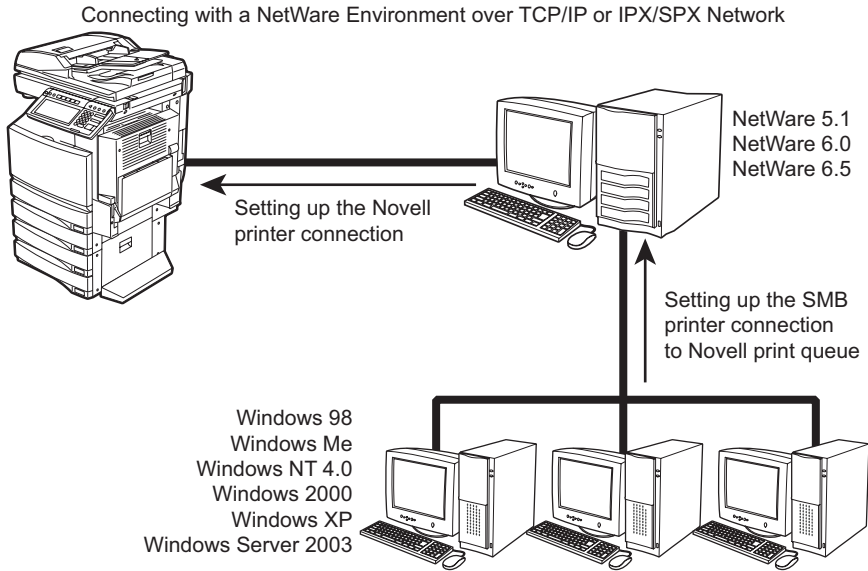 Connecting with a NetWare Environment over TCP/IP or IPX/SPX Network
NetWare 5.1
NetWare 6.0
NetWare 6.5
Setting up the Novell
printer connection
Setting up the SMB
printer connection
to Novell print queue
Windows 98
Windows Me
Windows NT 4.0
Windows 2000
Windows XP
Windows Server 2003